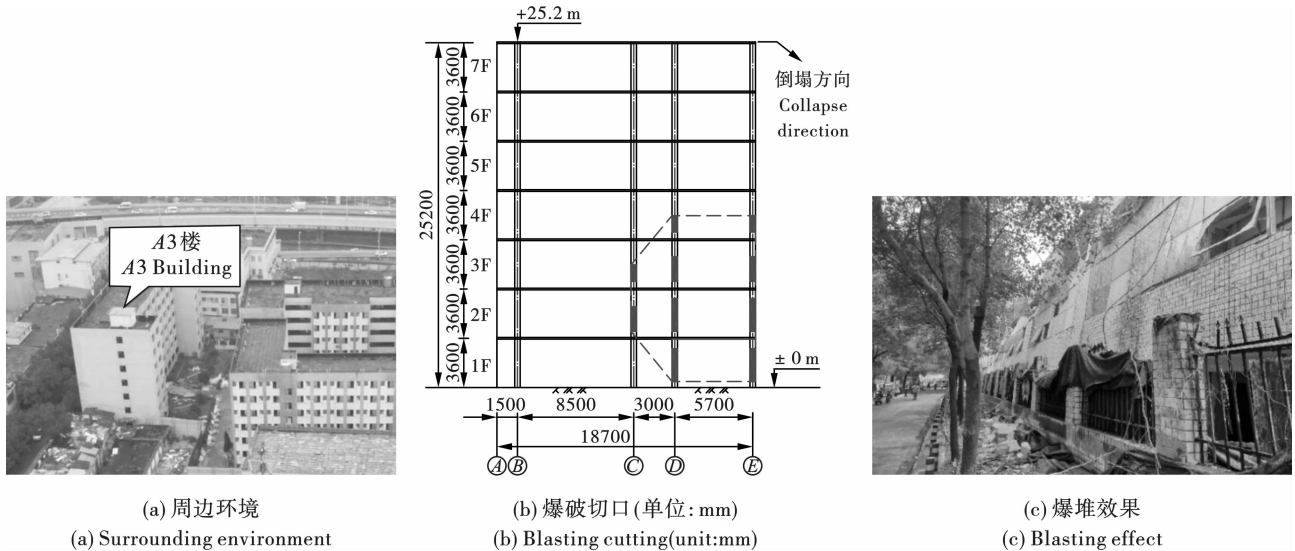 A3楼
A3 Building
(a) 周边环境
(a) Surrounding environment
+25.2 m
倒塌方向
Collapse
direction
25200
3600
7F
3600
6F
3600
5F
3600
4F
3600
3F
3600
2F
3600
1F
± 0 m
1500
8500
3000
5700
18700
A
B
C
D
E
(b) 爆破切口(单位: mm)
(b) Blasting cutting(unit:mm)
(c) 爆堆效果
(c) Blasting effect